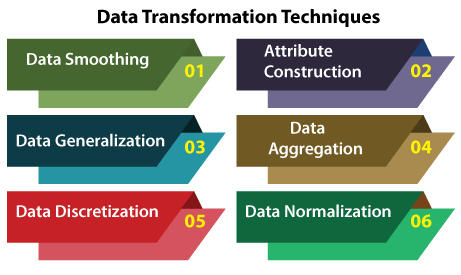 Data Transformation Techniques
Data Smoothing
01
Attribute
Construction
02
Data Generalization
03
Data
Aggregation
04
Data Discretization
05
Data Normalization
06